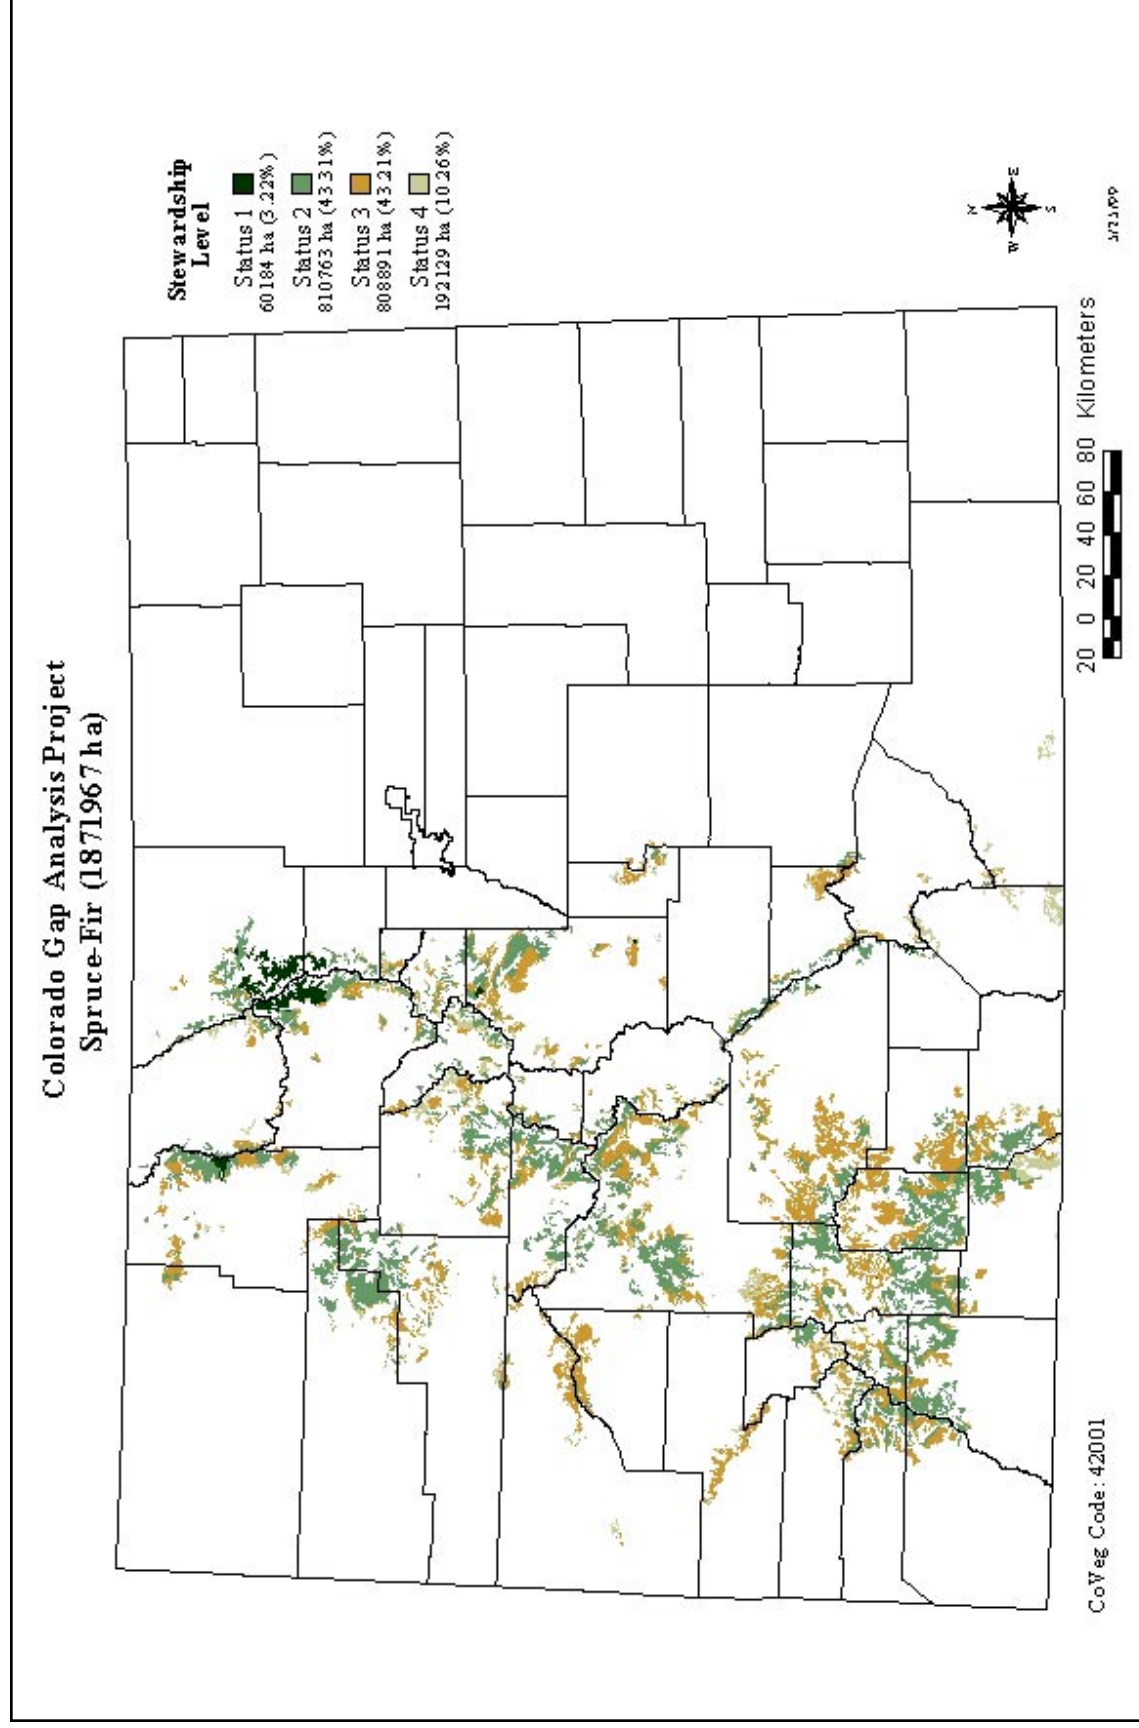 Colorado Gap Analysis Project
Spruce-Fir (1871967 ha)
Stewardship
Level
Status 1
60184 ha (3.22%)
Status 2
810763 ha (43.31%)
Status 3
808891 ha (43.21%)
Status 4
192129 ha (10.26%)
N
W E
S
CoVeg Code: 42001
20 0 20 40 60 80 Kilometers